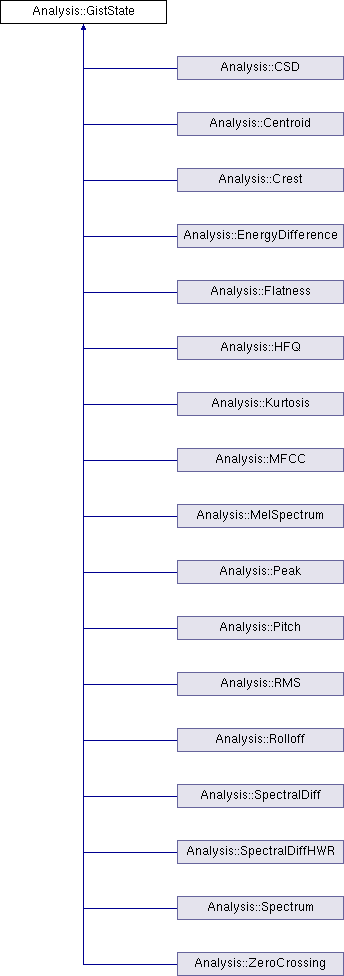 Analysis::GistState
Analysis::CSD
Analysis::Centroid
Analysis::Crest
Analysis::EnergyDifference
Analysis::Flatness
Analysis::HFQ
Analysis::Kurtosis
Analysis::MFCC
Analysis::MelSpectrum
Analysis::Peak
Analysis::Pitch
Analysis::RMS
Analysis::Rolloff
Analysis::SpectralDiff
Analysis::SpectralDiffHWR
Analysis::Spectrum
Analysis::ZeroCrossing